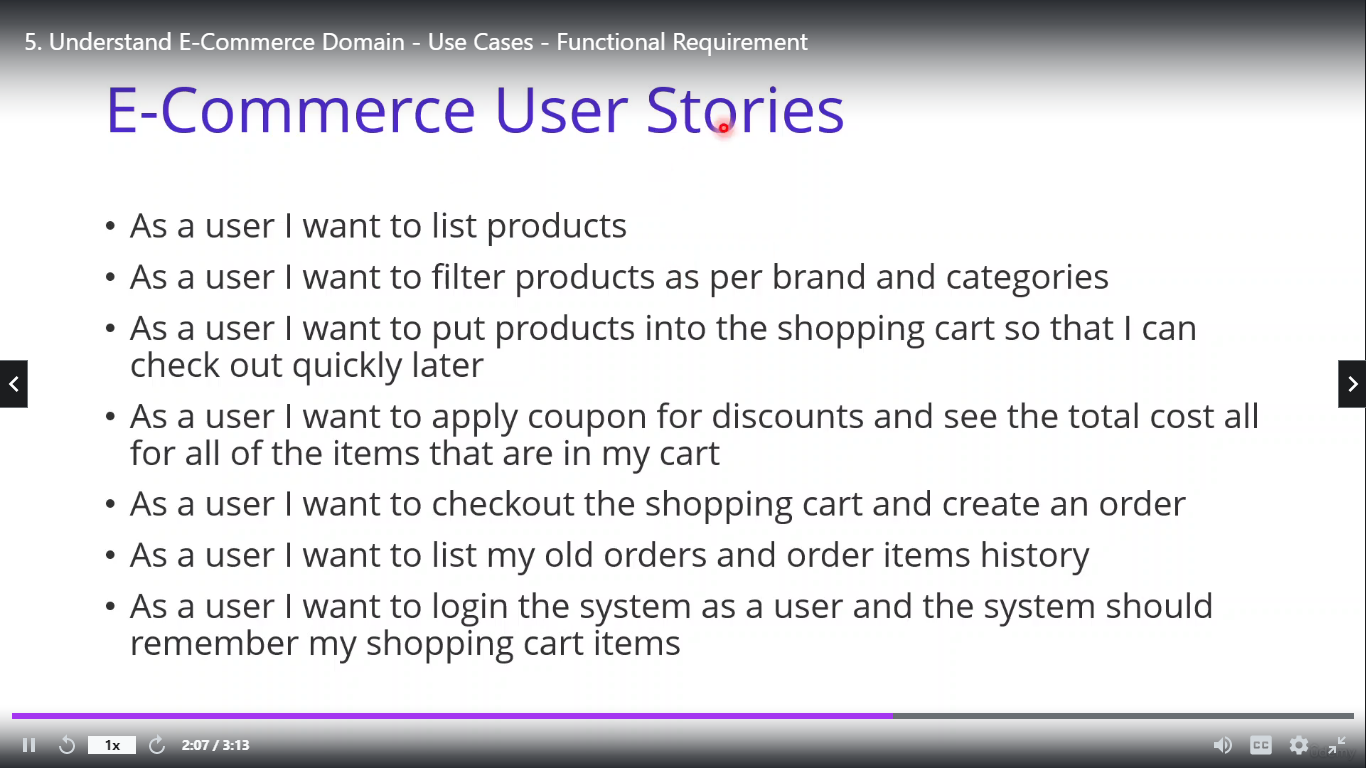 5. Understand E-Commerce Domain - Use Cases - Functional Requirement
E-Commerce User Stories
• As a user I want to list products
• As a user I want to filter products as per brand and categories
• As a user I want to put products into the shopping cart so that I can
check out quickly later
• As a user I want to apply coupon for discounts and see the total cost all
for all of the items that are in my cart
• As a user I want to checkout the shopping cart and create an order
• As a user I want to list my old orders and order items history
• As a user I want to login the system as a user and the system should
remember my shopping cart items
1x 2:07 / 3:13 CC